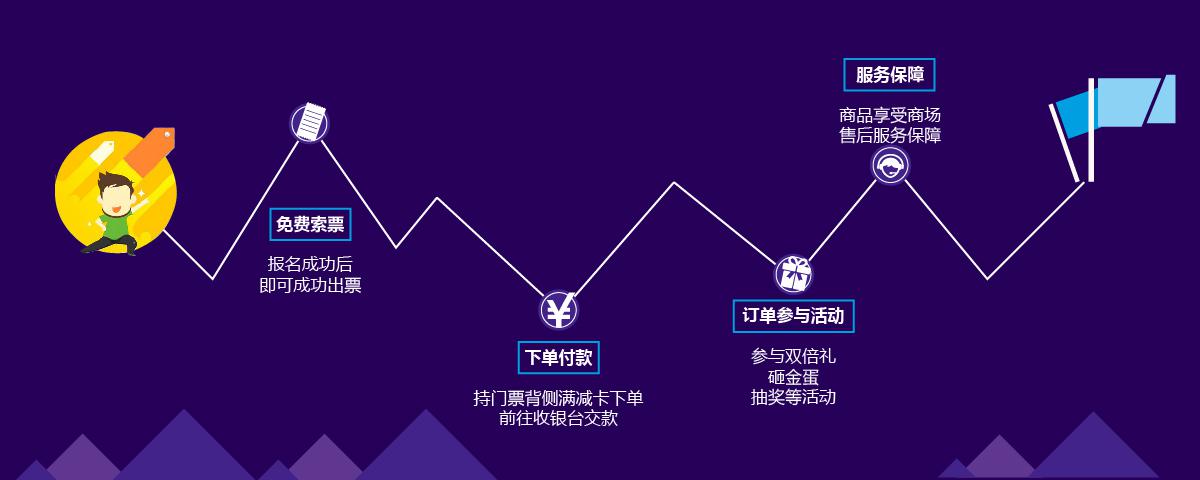 免费索票
报名成功后
即可成功出票
下单付款
持门票背侧满减卡下单
前往收银台交款
订单参与活动
参与双倍礼
砸金蛋
抽奖等活动
服务保障
商品享受商场
售后服务保障